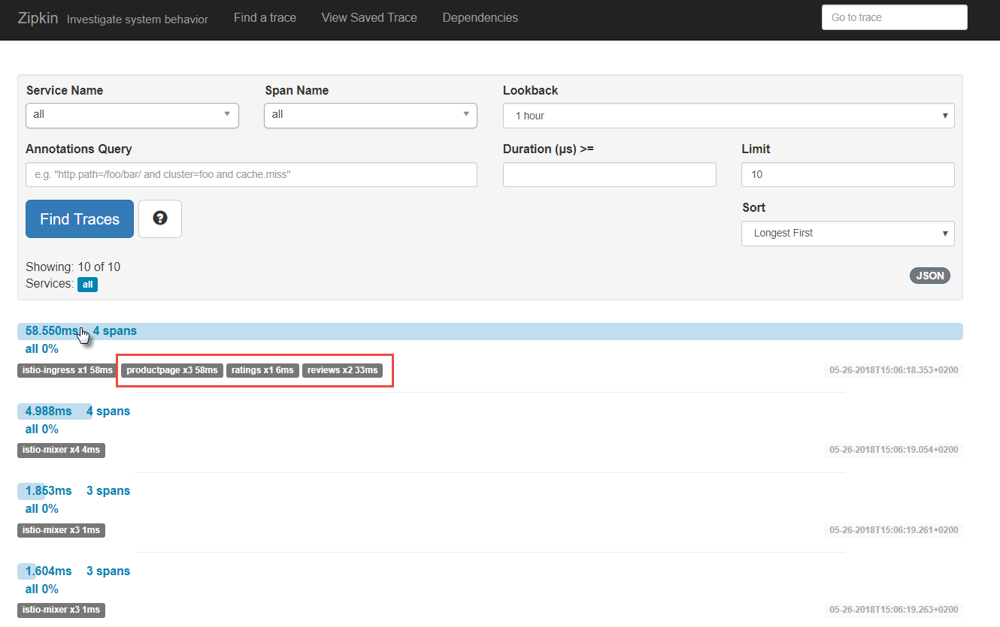 Zipkin Investigate system behavior Find a trace View Saved Trace Dependencies Go to trace
Service Name Span Name Lookback
all all 1 hour
Annotations Query Duration (μs) >= Limit
e.g. "http.path=/foo/bar/ and cluster=foo and cache.miss" 10
Find Traces ?
Sort
Longest First
Showing: 10 of 10
Services: all
JSON
58.550ms 4 spans
all 0%
istio-ingress x1 58ms productpage x3 58ms ratings x1 6ms reviews x2 33ms 05-26-2018T15:06:18.353+0200
4.988ms 4 spans
all 0%
istio-mixer x4 4ms 05-26-2018T15:06:19.054+0200
1.853ms 3 spans
all 0%
istio-mixer x3 1ms 05-26-2018T15:06:19.261+0200
1.604ms 3 spans
all 0%
istio-mixer x3 1ms 05-26-2018T15:06:19.263+0200